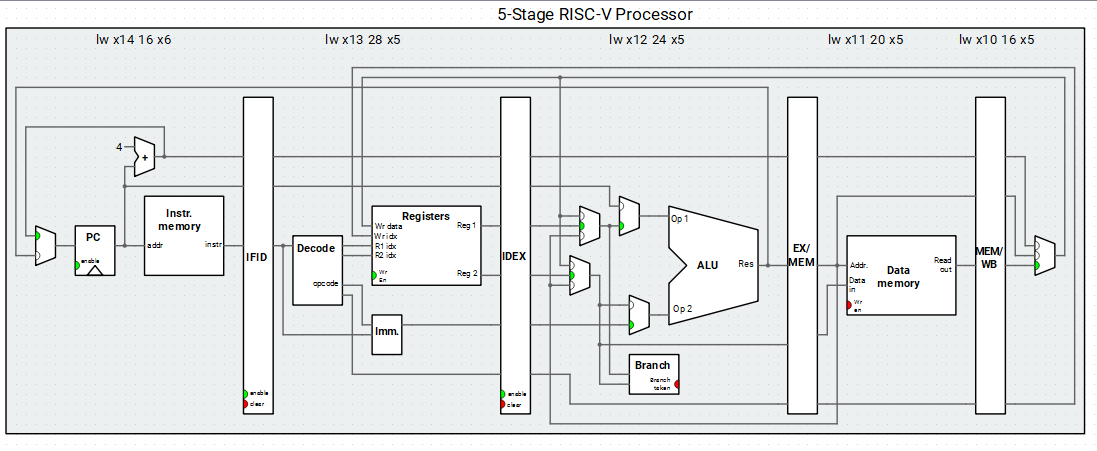 5-Stage RISC-V Processor
lw x14 16 x6
lw x13 28 x5
lw x12 24 x5
lw x11 20 x5
lw x10 16 x5
4
+
PC
enable
Instr.
memory
addr
instr
IFID
enable
clear
Decode
opcode
Registers
Wr data
Wr idx
R1 idx
R2 idx
Wr
En
Reg 1
Reg 2
Imm.
IDEX
enable
clear
Op 1
ALU
Res
Op 2
Branch
Branch
taken
EX/
MEM
Addr.
Data
in
Wr
en
Data
memory
Read
out
MEM/
WB